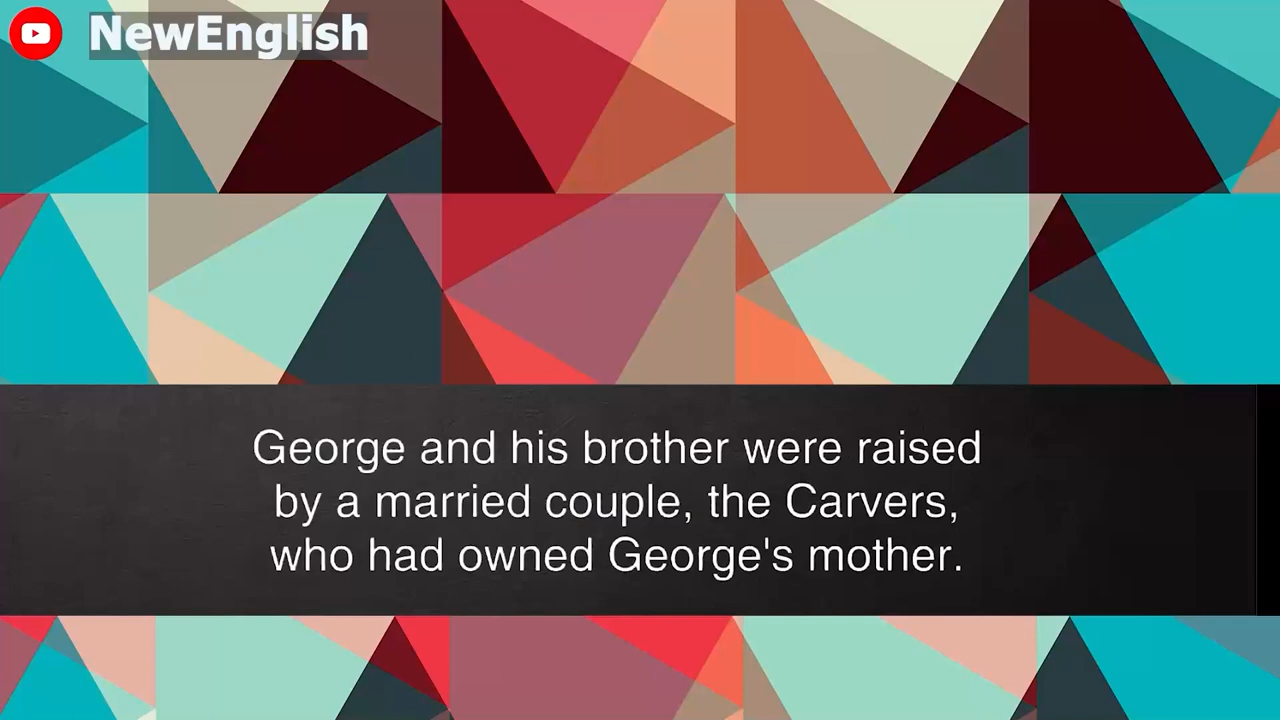 NewEnglish
George and his brother were raised
by a married couple, the Carvers,
who had owned George's mother.